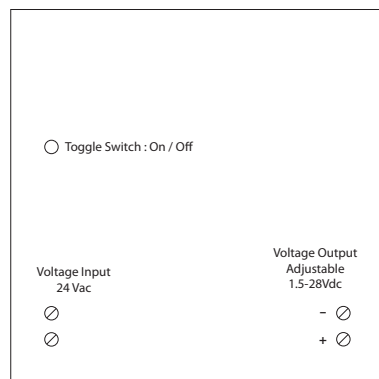 Toggle Switch : On / Off
Voltage Input
24 Vac
Voltage Output
Adjustable
1.5-28Vdc
-
+